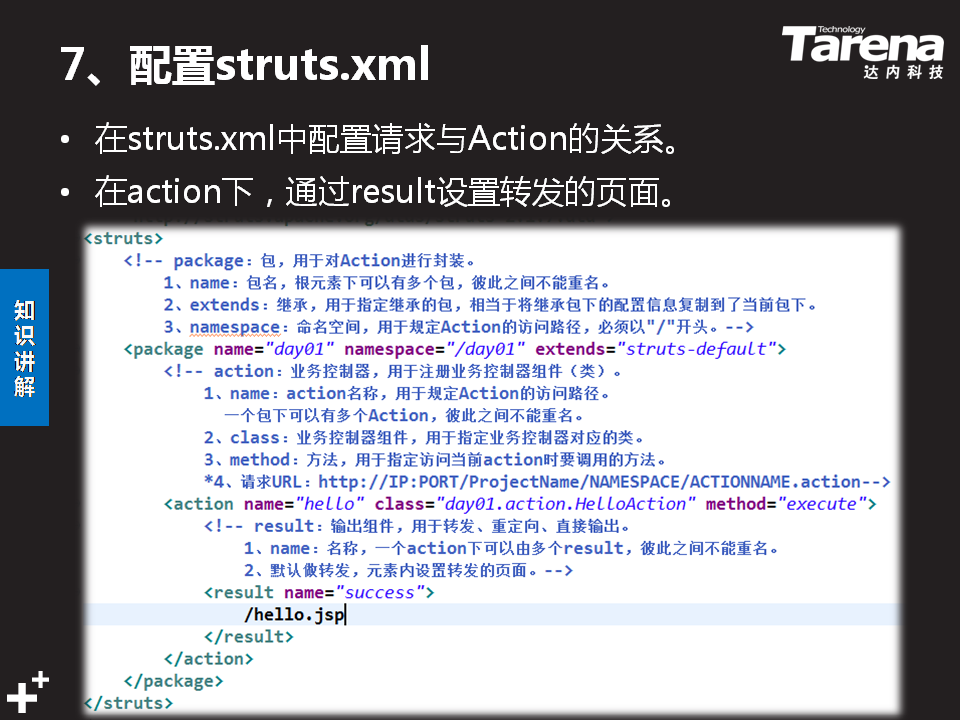 7、配置struts.xml
Technology
Tarena
达内科技
• 在struts.xml中配置请求与Action的关系。
• 在action下，通过result设置转发的页面。
知识讲解
<struts>
<!-- package：包，用于对Action进行封装。
1、name：包名，根元素下可以有多个包，彼此之间不能重名。
2、extends：继承，用于指定继承的包，相当于将继承包下的配置信息复制到了当前包下。
3、namespace：命名空间，用于规定Action的访问路径，必须以"/"开头。-->
<package name="day01" namespace="/day01" extends="struts-default">
<!-- action：业务控制器，用于注册业务控制器组件（类）。
1、name：action名称，用于规定Action的访问路径。
一个包下可以有多个Action，彼此之间不能重名。
2、class：业务控制器组件，用于指定业务控制器对应的类。
3、method：方法，用于指定访问当前action时要调用的方法。
*4、请求URL：http://IP:PORT/ProjectName/NAMESPACE/ACTIONNAME.action-->
<action name="hello" class="day01.action.HelloAction" method="execute">
<!-- result：输出组件，用于转发、重定向、直接输出。
1、name：名称，一个action下可以由多个result，彼此之间不能重名。
2、默认做转发，元素内设置转发的页面。-->
<result name="success">
/hello.jsp
</result>
</action>
</package>
</struts>